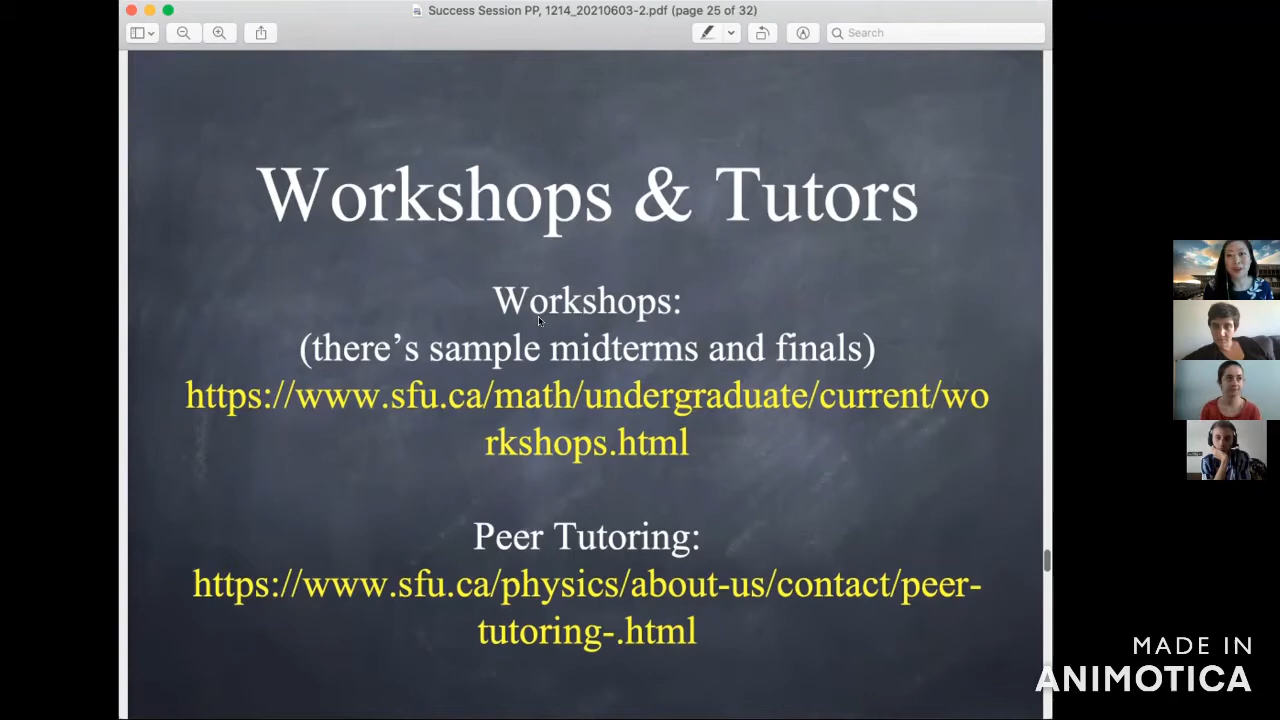 Success Session PP, 1214_20210603-2.pdf (page 25 of 32)
Search
Workshops & Tutors
Workshops:
(there’s sample midterms and finals)
https://www.sfu.ca/math/undergraduate/current/wo
rkshops.html
Peer Tutoring:
https://www.sfu.ca/physics/about-us/contact/peer-
tutoring-.html
MADE IN
ANIMOTICA